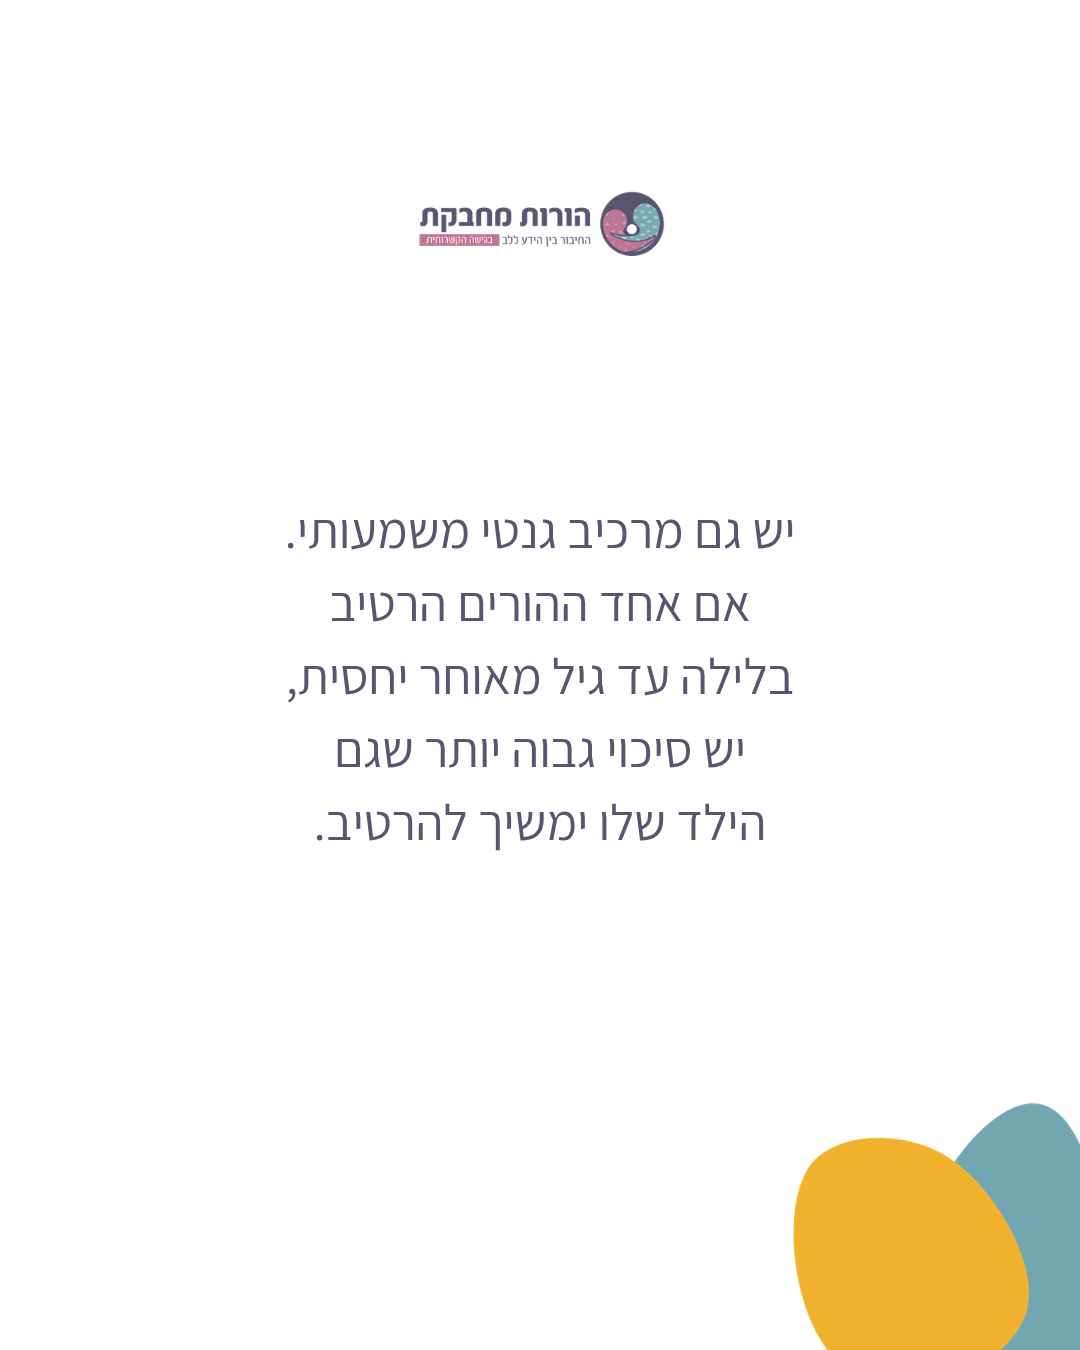 הורות מחבקת
החיבור בין הידע ללב בגישה הקשרותית
יש גם מרכיב גנטי משמעותי.
אם אחד ההורים הרטיב
בלילה עד גיל מאוחר יחסית,
יש סיכוי גבוה יותר שגם
הילד שלו ימשיך להרטיב.